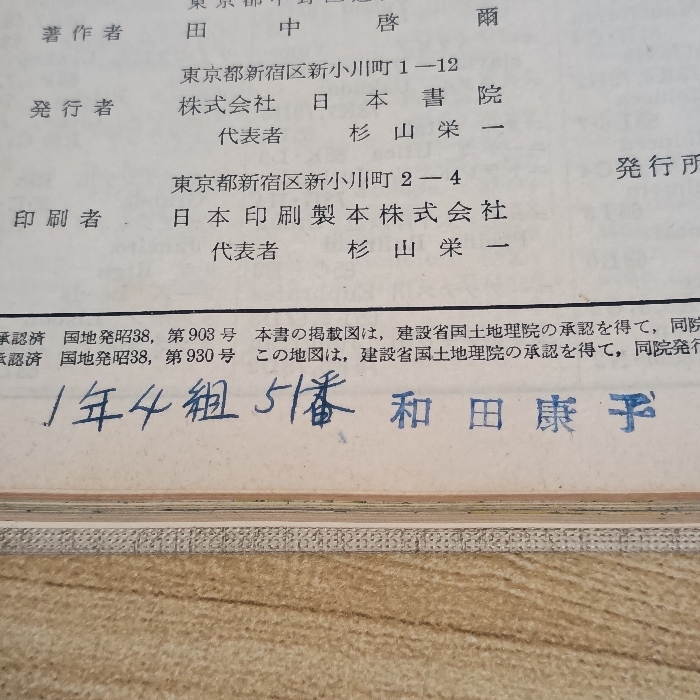 著作者 田中啓爾
東京都新宿区新小川町1—12
発行者 株式会社 日本書院
代表者 杉山栄一
発行所
東京都新宿区新小川町2—4
印刷者 日本印刷製本株式会社
代表者 杉山栄一
承認済 国地発昭38, 第903号 本書の掲載図は, 建設省国土地理院の承認を得て, 同院
承認済 国地発昭38, 第930号 この地図は, 建設省国土地理院の承認を得て, 同院発行
1年4組 51番 和田康子